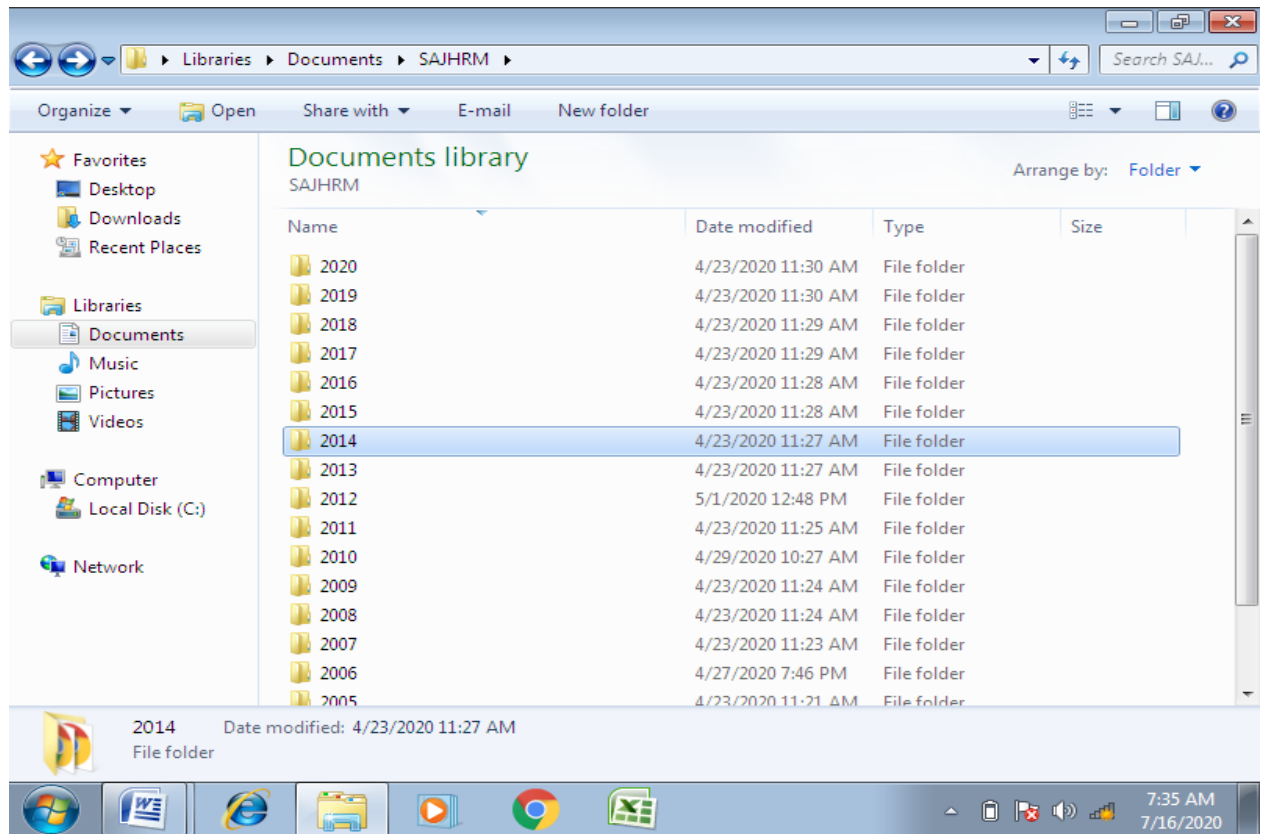 Libraries Documents SAJHRM Search SAJ...
Organize Open Share with E-mail New folder
Favorites
Desktop
Downloads
Recent Places
Libraries
Documents
Music
Pictures
Videos
Computer
Local Disk (C:)
Network
Documents library
SAJHRM
Arrange by: Folder
Name Date modified Type Size
2020 4/23/2020 11:30 AM File folder
2019 4/23/2020 11:30 AM File folder
2018 4/23/2020 11:29 AM File folder
2017 4/23/2020 11:29 AM File folder
2016 4/23/2020 11:28 AM File folder
2015 4/23/2020 11:28 AM File folder
2014 4/23/2020 11:27 AM File folder
2013 4/23/2020 11:27 AM File folder
2012 5/1/2020 12:48 PM File folder
2011 4/23/2020 11:25 AM File folder
2010 4/29/2020 10:27 AM File folder
2009 4/23/2020 11:24 AM File folder
2008 4/23/2020 11:24 AM File folder
2007 4/23/2020 11:23 AM File folder
2006 4/27/2020 7:46 PM File folder
2005 4/23/2020 11:21 AM File folder
2014 Date modified: 4/23/2020 11:27 AM
File folder
7:35 AM
7/16/2020